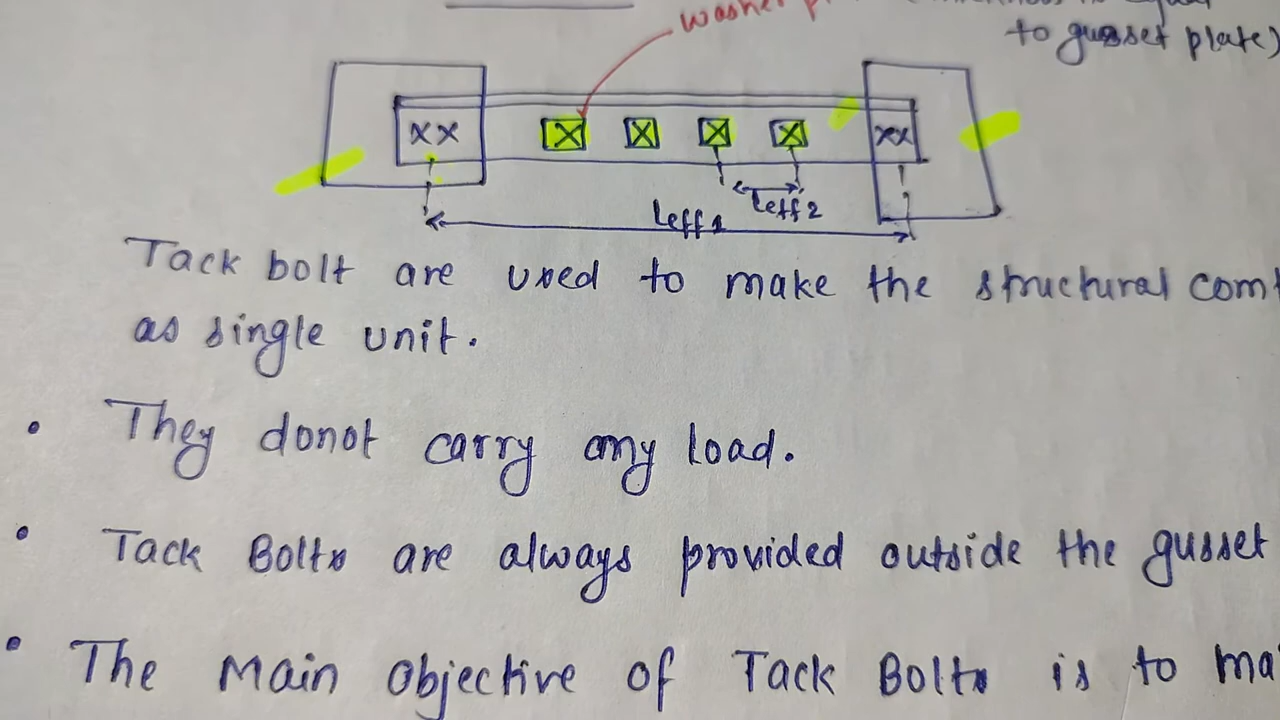 washer
to gusset plate)
XX
XX
Leff 2
Leff 1
Tack bolt are used to make the structural
as single unit.
• They donot carry any load.
• Tack Bolts are always provided outside the gusset
• The Main Objective of Tack Bolts is to